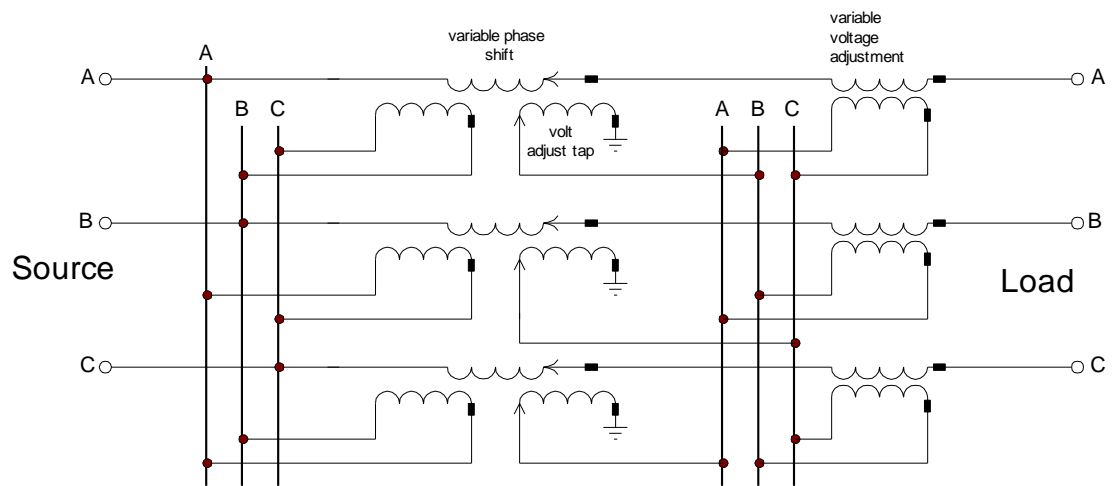 A
variable phase
shift
variable
voltage
adjustment
A
A
B
C
volt
adjust tap
A
B
C
B
B
Source
Load
C
C